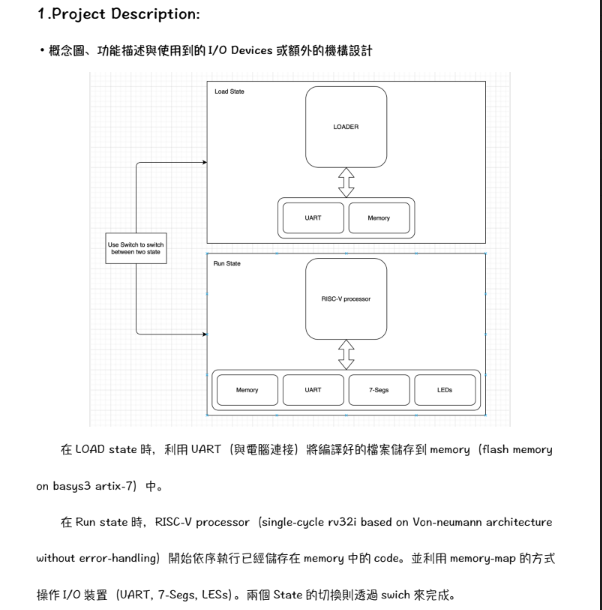 1.Project Description:
• 概念圖、功能描述與使用到的 I/O Devices 或額外的機構設計
Load State
LOADER
UART
Memory
Use Switch to switch
between two state
Run State
RISC-V processor
Memory
UART
7-Segs
LEDs
在 LOAD state 時，利用 UART（與電腦連接）將編譯好的檔案儲存到 memory（flash memory
on basys3 artix-7）中。
在 Run state 時，RISC-V processor（single-cycle rv32i based on Von-neumann architecture
without error-handling）開始依序執行已經儲存在 memory 中的 code。並利用 memory-map 的方式
操作 I/O 裝置（UART, 7-Segs, LESs）。兩個 State 的切換則透過 swich 來完成。